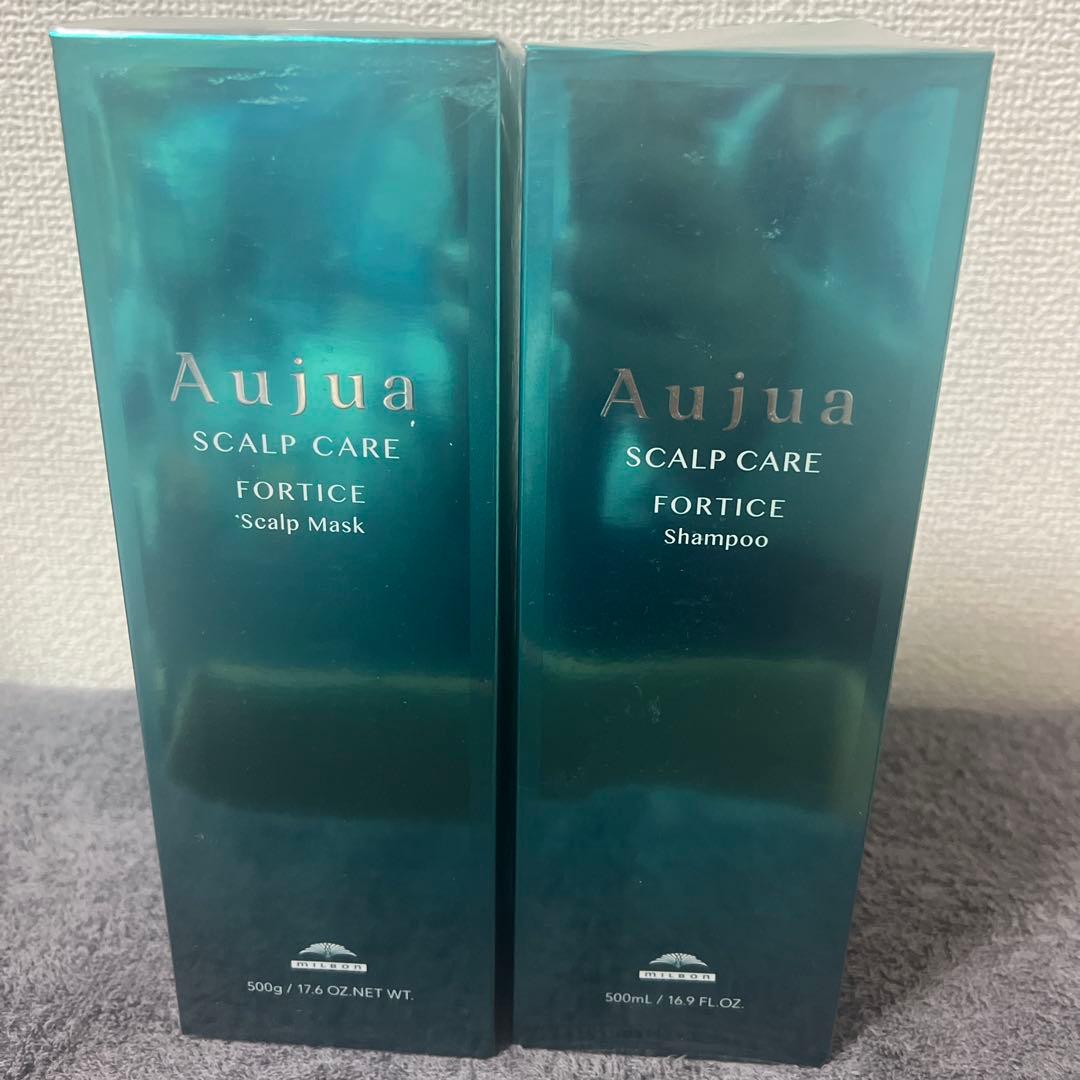 Aujua
SCALP CARE
FORTICE
Scalp Mask
MILBON
500g / 17.6 OZ.NET WT.
Aujua
SCALP CARE
FORTICE
Shampoo
MILBON
500mL / 16.9 FL.OZ.